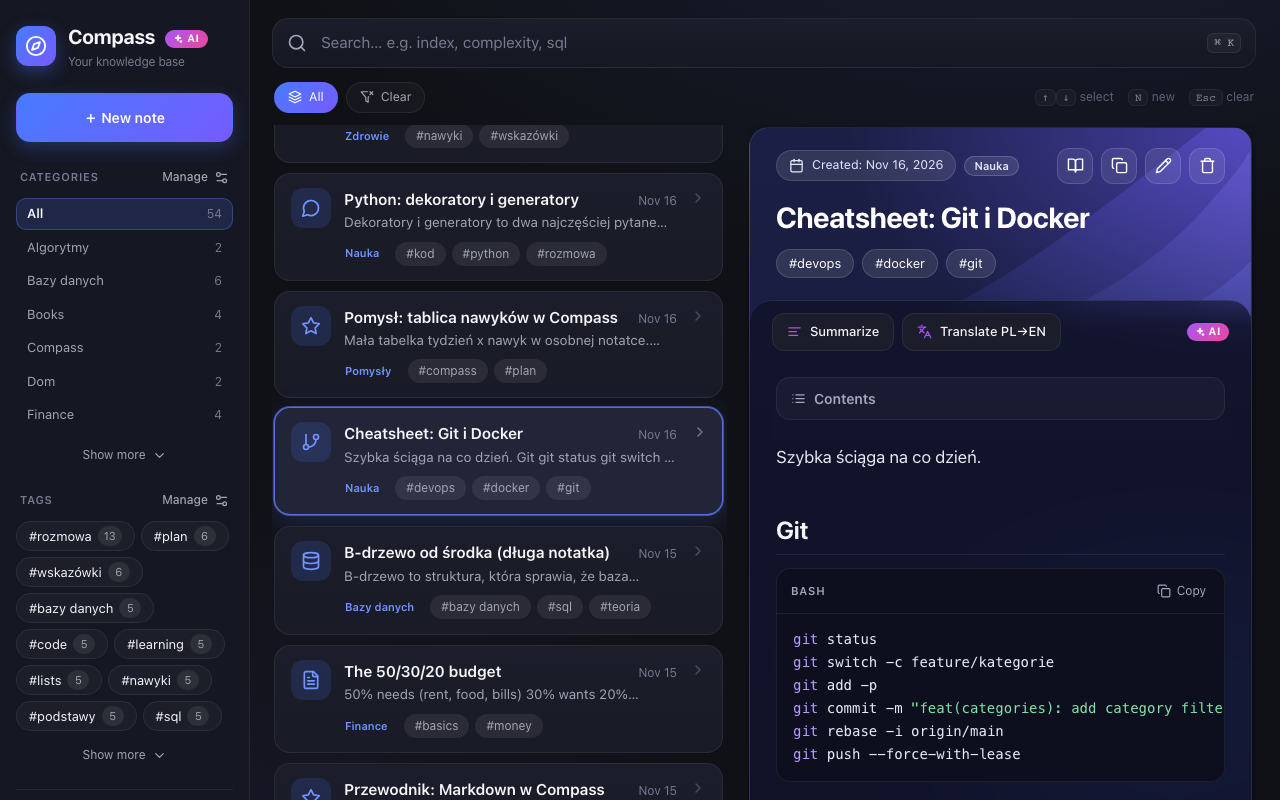 Compass AI
Your knowledge base
+ New note
CATEGORIES Manage
All 54
Algorytmy 2
Bazy danych 6
Books 4
Compass 2
Dom 2
Finance 4
Show more
TAGS Manage
#rozmowa 13 #plan 6
#wskazówki 6
#bazy danych 5
#code 5 #learning 5
#lists 5 #nawyki 5
#podstawy 5 #sql 5
Show more
Search... e.g. index, complexity, sql ⌘ K
All Clear
↑ ↓ select N new Esc clear
Zdrowie #nawyki #wskazówki
Python: dekoratory i generatory Nov 16
Dekoratory i generatory to dwa najczęściej pytane...
Nauka #kod #python #rozmowa
Pomysł: tablica nawyków w Compass Nov 16
Mała tabelka tydzień x nawyk w osobnej notatce....
Pomysły #compass #plan
Cheatsheet: Git i Docker Nov 16
Szybka ściąga na co dzień. Git git status git switch ...
Nauka #devops #docker #git
B-drzewo od środka (długa notatka) Nov 15
B-drzewo to struktura, która sprawia, że baza...
Bazy danych #bazy danych #sql #teoria
The 50/30/20 budget Nov 15
50% needs (rent, food, bills) 30% wants 20%...
Finance #basics #money
Przewodnik: Markdown w Compass Nov 15
Created: Nov 16, 2026 Nauka
Cheatsheet: Git i Docker
#devops #docker #git
Summarize Translate PL→EN AI
Contents
Szybka ściąga na co dzień.
Git
BASH Copy
git status
git switch -c feature/kategorie
git add -p
git commit -m "feat(categories): add category filte
git rebase -i origin/main
git push --force-with-lease